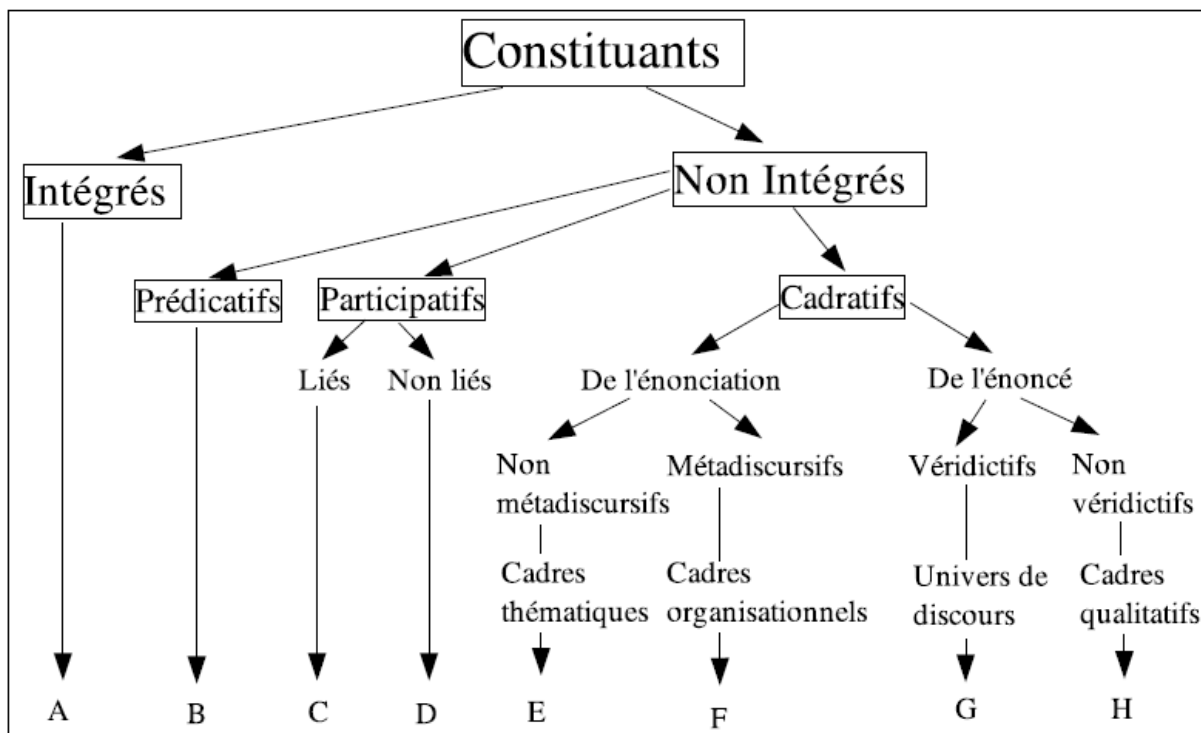 Constituants
Intégrés
Non Intégrés
Prédicatifs
Participatifs
Cadratifs
Liés
Non liés
De l'énonciation
De l'énoncé
Non
métadiscursifs
Métadiscursifs
Véridictifs
Non
véridictifs
Cadres
thématiques
Cadres
organisationnels
Univers de
discours
Cadres
qualitatifs
A
B
C
D
E
F
G
H